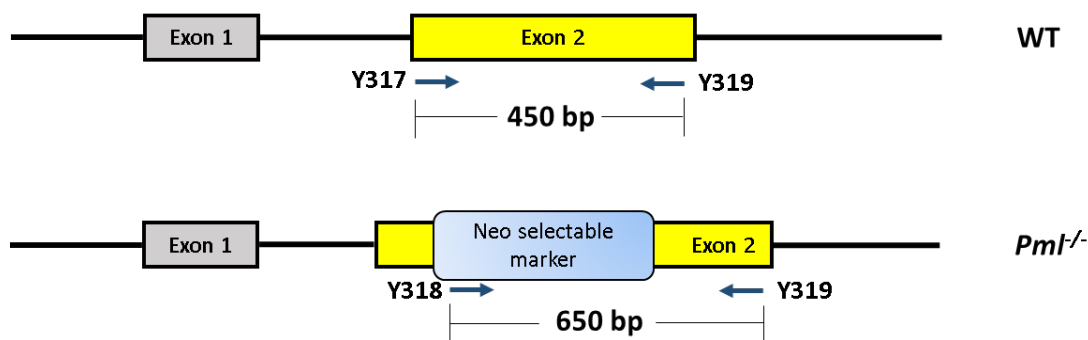 Exon 1 Exon 2 WT
Y317 Y319
450 bp
Neo selectable
marker
Exon 1 Exon 2 Pml-/-
Y318 Y319
650 bp